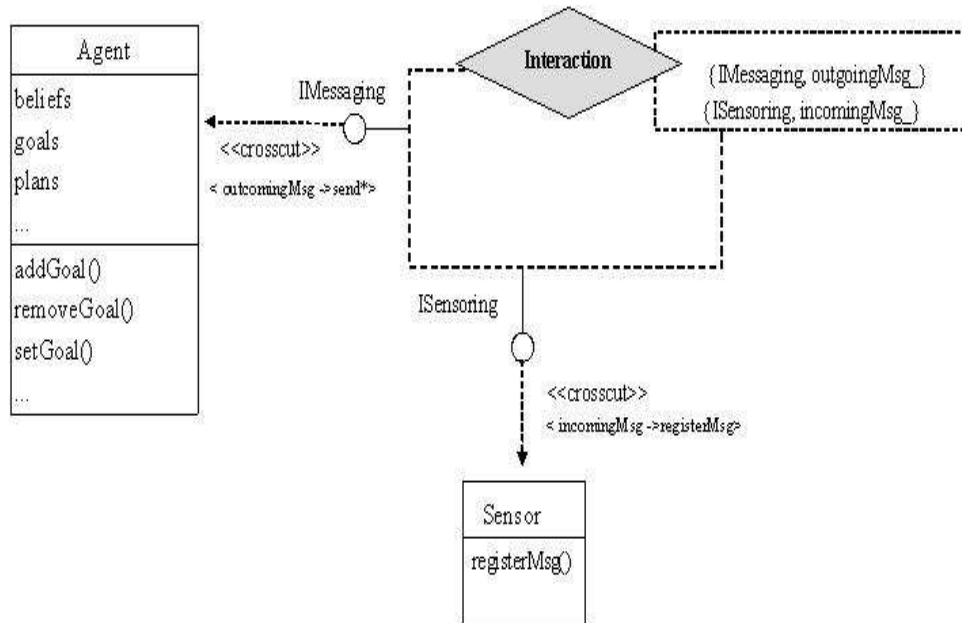 Agent
beliefs
goals
plans
...
addGoal()
removeGoal()
setGoal()
...
IMessaging
<<crosscut>>
< outcomingMsg ->send*>
Interaction
{IMessaging, outgoingMsg_}
{ISensoring, incomingMsg_}
ISensoring
<<crosscut>>
< incomingMsg ->registerMsg>
Sensor
registerMsg()